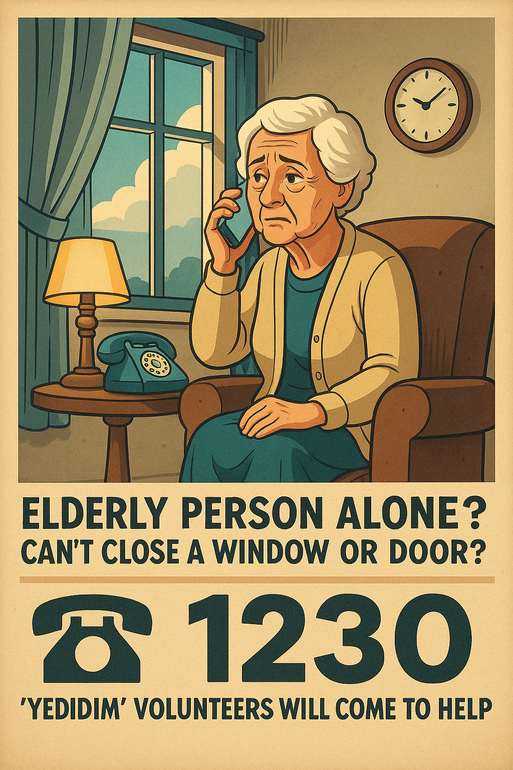 ELDERLY PERSON ALONE?
CAN'T CLOSE A WINDOW OR DOOR?
1230
'YEDIDIM' VOLUNTEERS WILL COME TO HELP